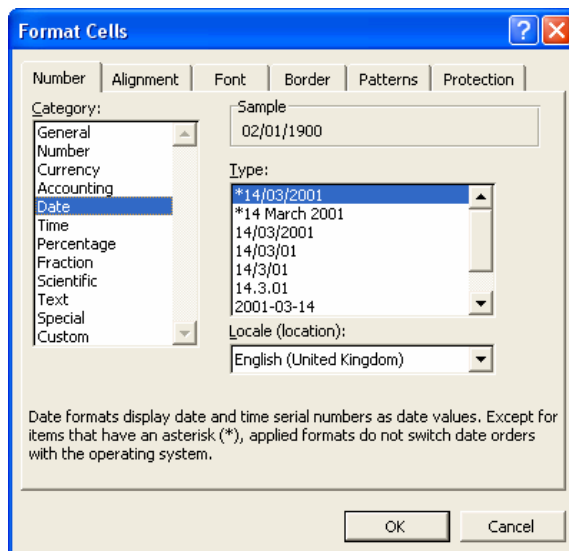 Format Cells
Number Alignment Font Border Patterns Protection
Category:
General
Number
Currency
Accounting
Date
Time
Percentage
Fraction
Scientific
Text
Special
Custom
Sample
02/01/1900
Type:
*14/03/2001
*14 March 2001
14/03/2001
14/03/01
14/3/01
14.3.01
2001-03-14
Locale (location):
English (United Kingdom)
Date formats display date and time serial numbers as date values. Except for
items that have an asterisk (*), applied formats do not switch date orders
with the operating system.
OK Cancel